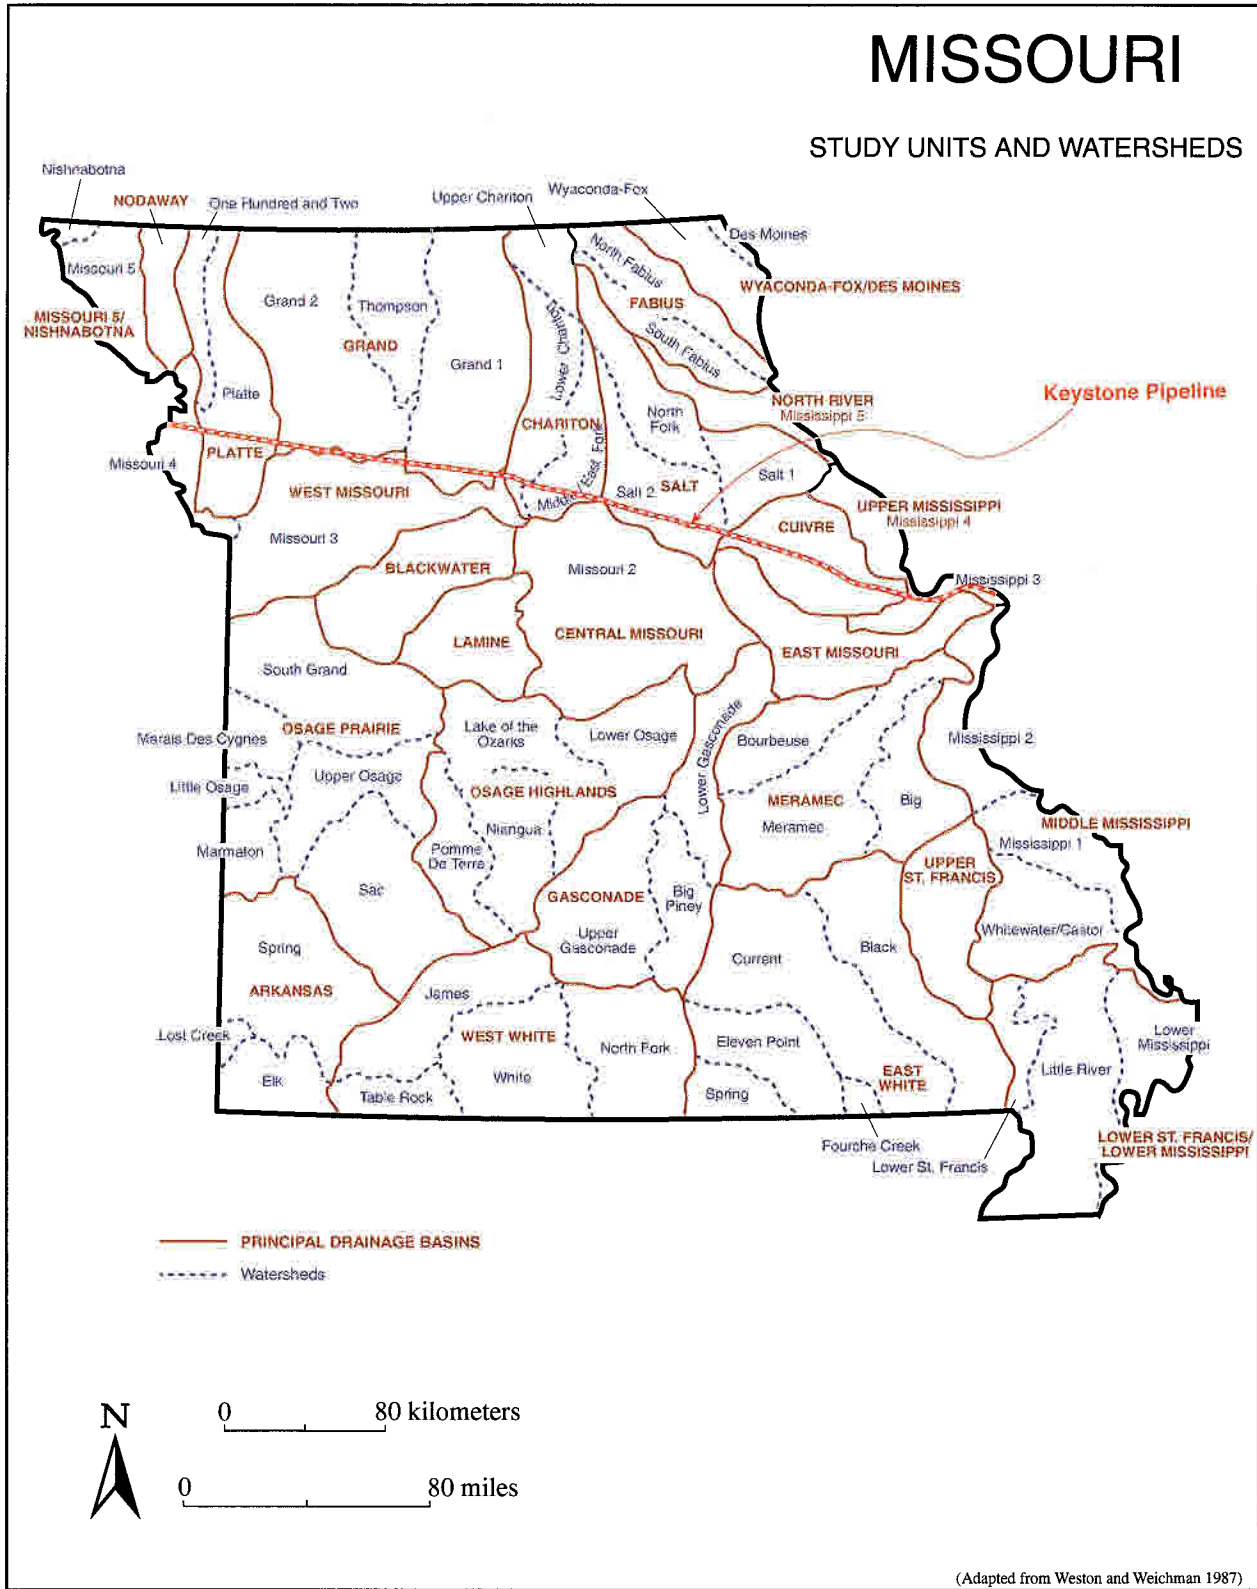 MISSOURI
STUDY UNITS AND WATERSHEDS
Nishnabotna
NODAWAY
One Hundred and Two
Upper Chariton
Wyaconda-Fox
Des Moines
Missouri 5
North Fabius
WYACONDA-FOX/DES MOINES
MISSOURI 5/
NISHNABOTNA
Grand 2
Thompson
FABIUS
GRAND
Lower Chariton
South Fabius
Grand 1
Platte
Keystone Pipeline
NORTH RIVER
Mississippi 5
North
Fork
CHARITON
PLATTE
Missouri 4
Middle/East Fork
Salt 2
SALT
Salt 1
WEST MISSOURI
UPPER MISSISSIPPI
Mississippi 4
CUIVRE
Missouri 3
BLACKWATER
Missouri 2
Mississippi 3
LAMINE
CENTRAL MISSOURI
EAST MISSOURI
South Grand
OSAGE PRAIRIE
Marais Des Cygnes
Lake of the
Ozarks
Lower Osage
Lower Gasconade
Bourbeuse
Mississippi 2
Little Osage
Upper Osage
OSAGE HIGHLANDS
MERAMEC
Big
Meramec
Niangua
MIDDLE MISSISSIPPI
Mississippi 1
Marmaton
Pomme
De Terre
UPPER
ST. FRANCIS
Sac
GASCONADE
Big
Piney
Whitewater/Castor
Upper
Gasconade
Spring
Current
Black
ARKANSAS
James
Lost Creek
WEST WHITE
North Fork
Eleven Point
Lower
Mississippi
Elk
White
EAST
WHITE
Little River
Table Rock
Spring
Fourche Creek
Lower St. Francis
LOWER ST. FRANCIS/
LOWER MISSISSIPPI
PRINCIPAL DRAINAGE BASINS
Watersheds
N
0 80 kilometers
0 80 miles
(Adapted from Weston and Weichman 1987)